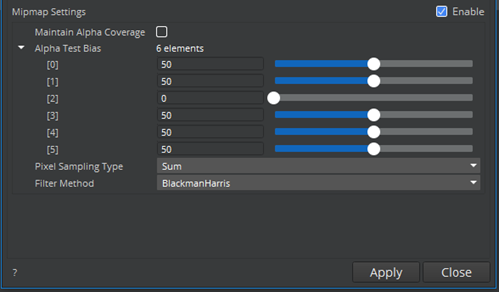 Mipmap Settings Enable
Maintain Alpha Coverage
Alpha Test Bias 6 elements
[0] 50
[1] 50
[2] 0
[3] 50
[4] 50
[5] 50
Pixel Sampling Type Sum
Filter Method BlackmanHarris
? Apply Close